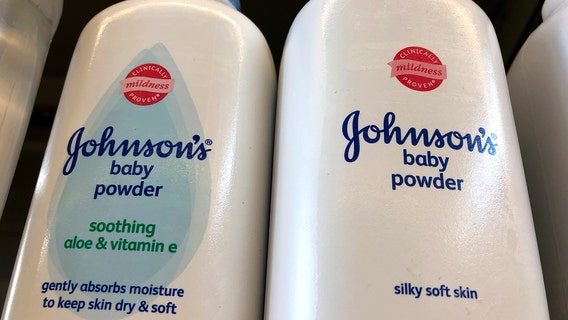 CLINICALLY
mildness
PROVEN®
Johnson's®
baby
powder
soothing
aloe & vitamin e
gently absorbs moisture
to keep skin dry & soft
CLINICALLY
mildness
PROVEN®
Johnson's®
baby
powder
silky soft skin